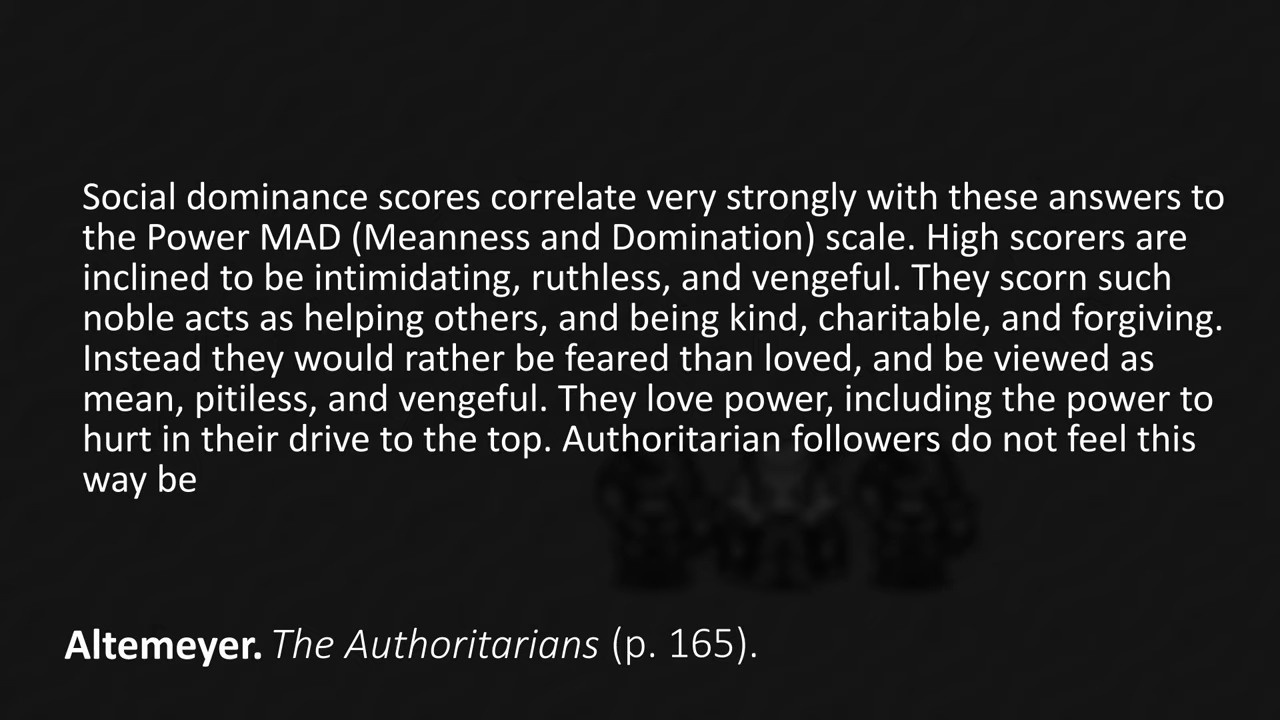 Social dominance scores correlate very strongly with these answers to
the Power MAD (Meanness and Domination) scale. High scorers are
inclined to be intimidating, ruthless, and vengeful. They scorn such
noble acts as helping others, and being kind, charitable, and forgiving.
Instead they would rather be feared than loved, and be viewed as
mean, pitiless, and vengeful. They love power, including the power to
hurt in their drive to the top. Authoritarian followers do not feel this
way be
Altemeyer. The Authoritarians (p. 165).